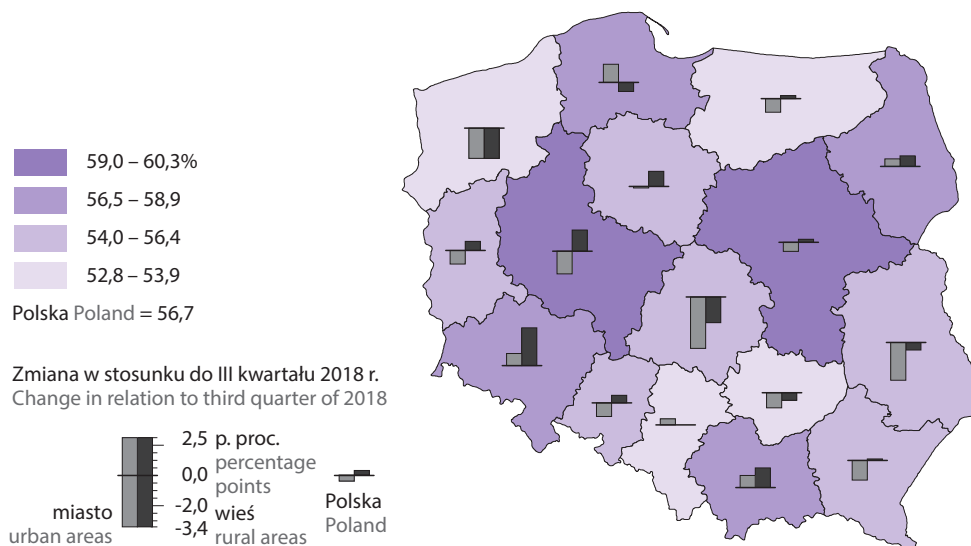 59,0 – 60,3%
56,5 – 58,9
54,0 – 56,4
52,8 – 53,9
Polska Poland = 56,7
Zmiana w stosunku do III kwartału 2018 r.
Change in relation to third quarter of 2018
2,5 p. proc.
percentage
0,0 points
-2,0
miasto wieś
-3,4
urban areas rural areas
Polska
Poland